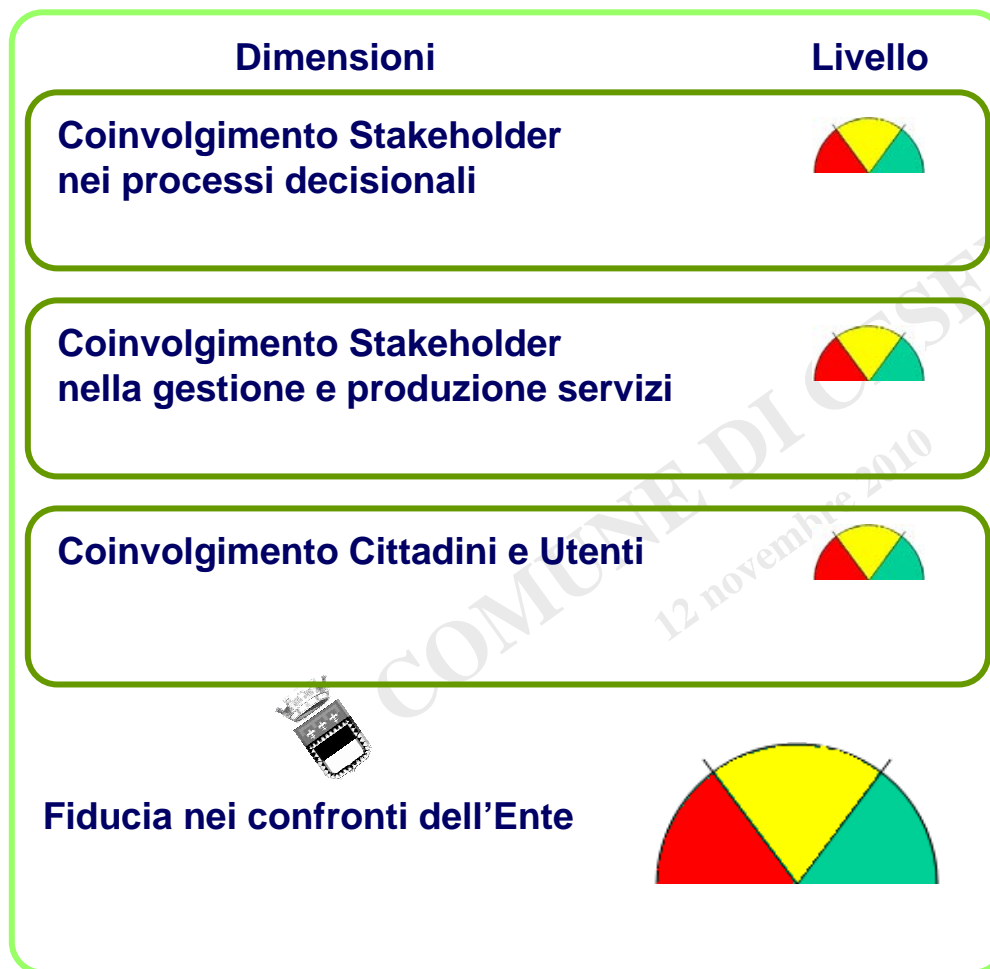 Dimensioni Livello
Coinvolgimento Stakeholder
nei processi decisionali
Coinvolgimento Stakeholder
nella gestione e produzione servizi
Coinvolgimento Cittadini e Utenti
Fiducia nei confronti dell’Ente
COMUNE DI
12 novembre 2010